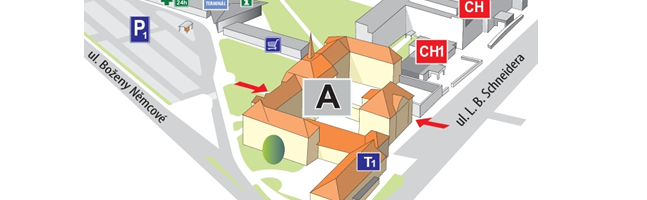 24h
TERMINÁL
i
CH
P1
CH1
ul. Boženy Němcové
A
ul. L. B. Schneidera
T1